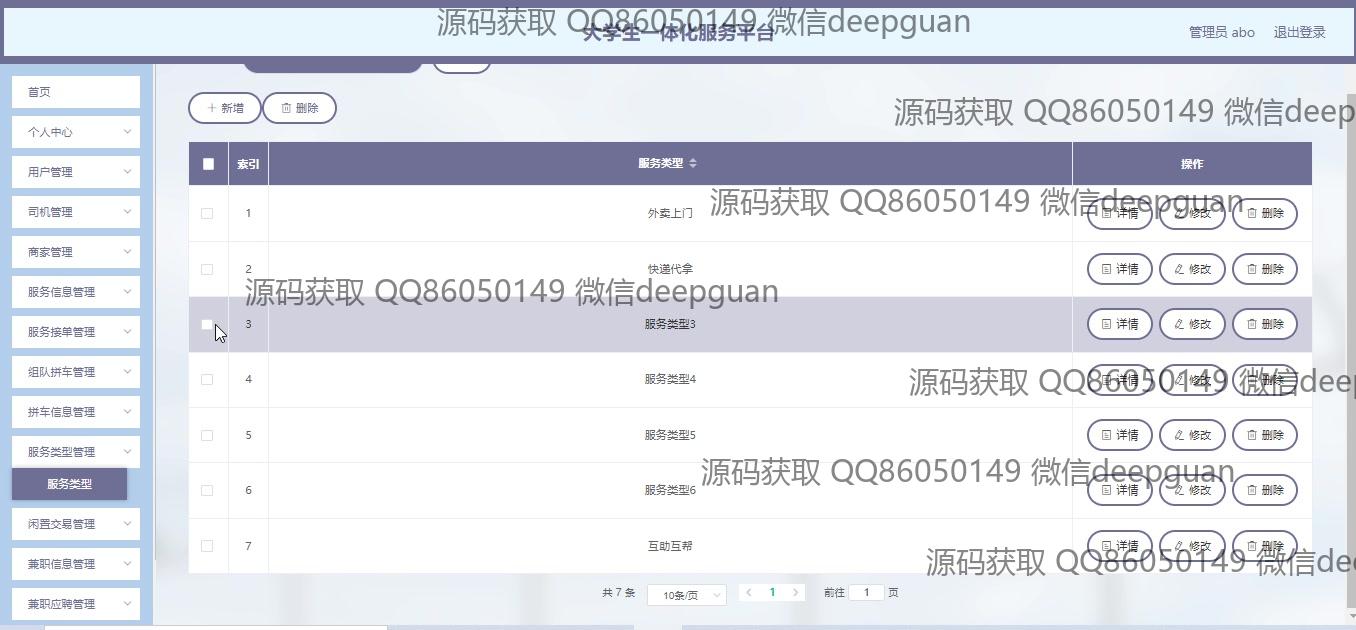 源码获取 QQ86050149 微信deepguan
大学生一体化服务平台
管理员 abo 退出登录
首页
个人中心
用户管理
司机管理
商家管理
服务信息管理
服务接单管理
组队拼车管理
拼车信息管理
服务类型管理
服务类型
闲置交易管理
兼职信息管理
兼职应聘管理
新增 删除
源码获取 QQ86050149 微信deep
索引 服务类型 操作
1 外卖上门 详情 修改 删除
源码获取 QQ86050149 微信deepguan
2 快递代拿 详情 修改 删除
源码获取 QQ86050149 微信deepguan
3 服务类型3 详情 修改 删除
4 服务类型4 详情 修改 删除
源码获取 QQ86050149 微信deep
5 服务类型5 详情 修改 删除
源码获取 QQ86050149 微信deepguan
6 服务类型6 详情 修改 删除
7 互助互帮 详情 修改 删除
源码获取 QQ86050149 微信de
共 7 条 10条/页 1 前往 1 页